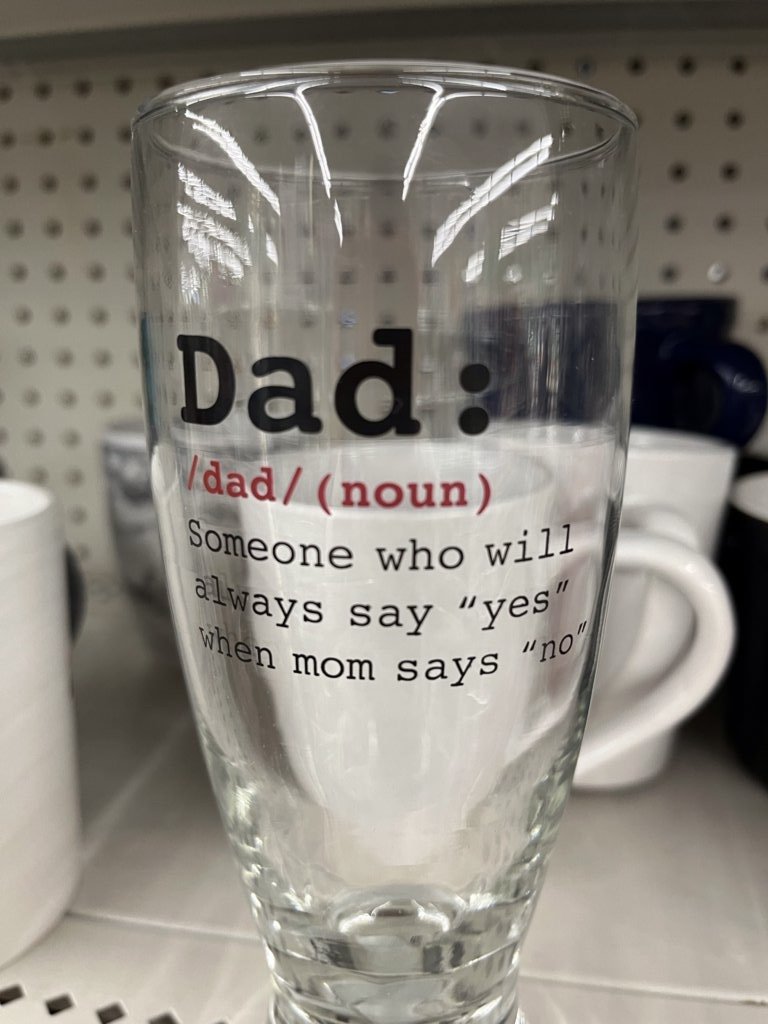 Dad:
/dad/(noun)
Someone who will
always say “yes”
when mom says “no”